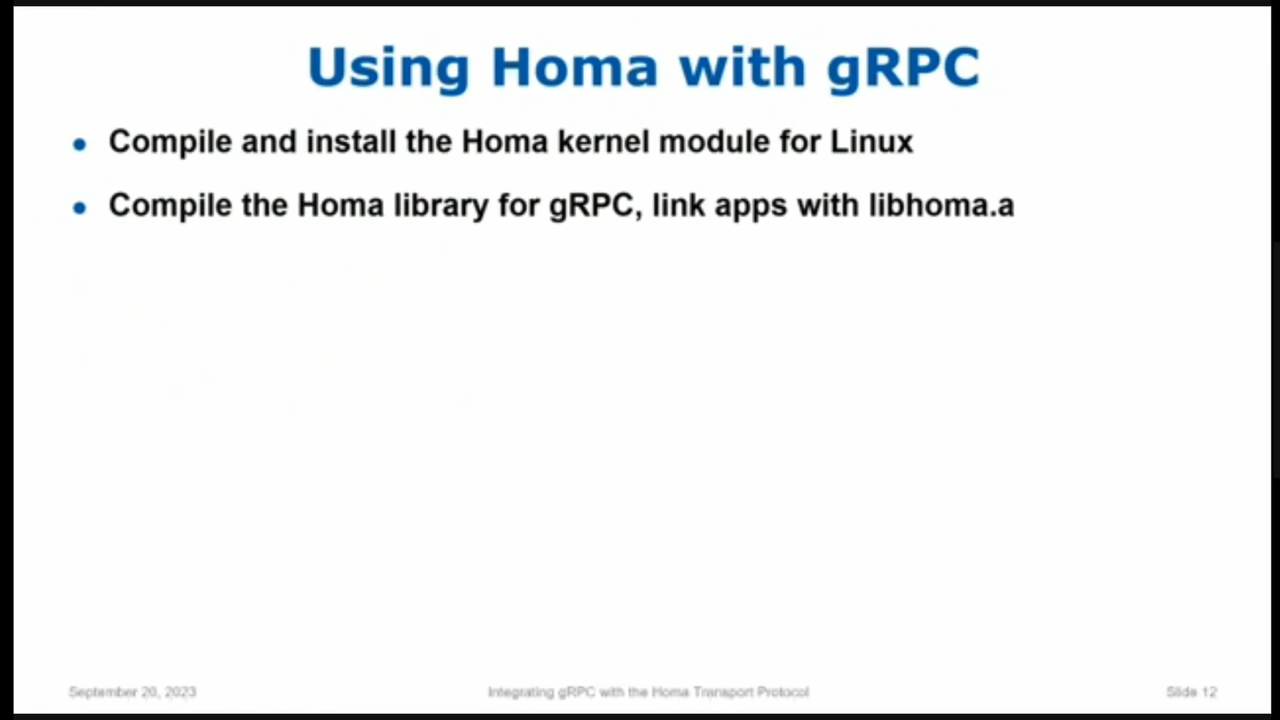 Using Homa with gRPC
• Compile and install the Homa kernel module for Linux
• Compile the Homa library for gRPC, link apps with libhoma.a
September 20, 2023
Integrating gRPC with the Homa Transport Protocol
Slide 12